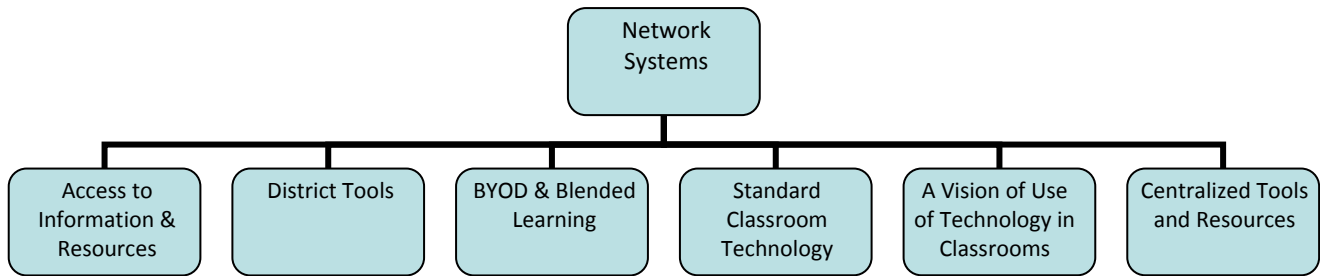 Network
Systems
Access to
Information &
Resources
District Tools
BYOD & Blended
Learning
Standard
Classroom
Technology
A Vision of Use
of Technology in
Classrooms
Centralized Tools
and Resources